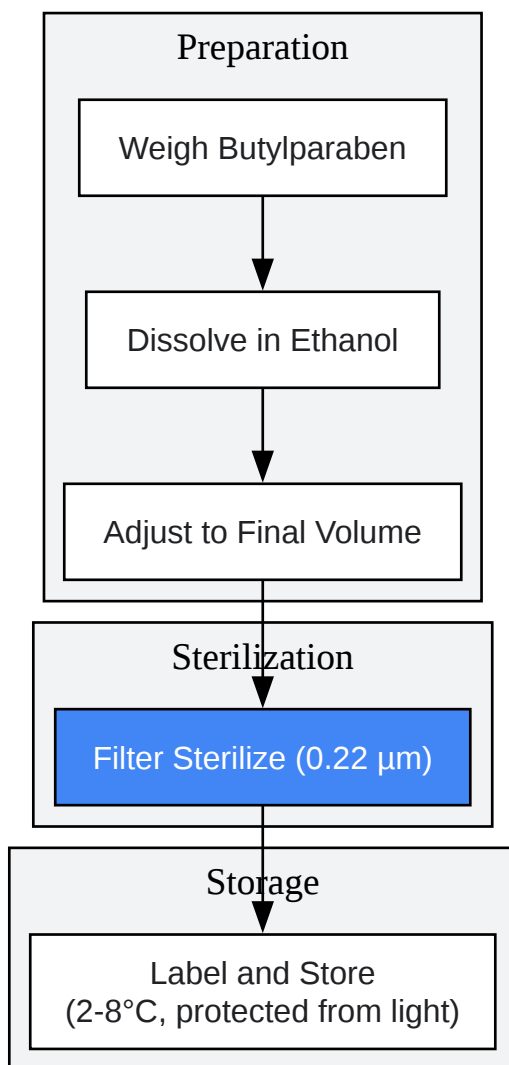 Preparation
Weigh Butylparaben
Dissolve in Ethanol
Adjust to Final Volume
Sterilization
Filter Sterilize (0.22 µm)
Storage
Label and Store
(2-8°C, protected from light)